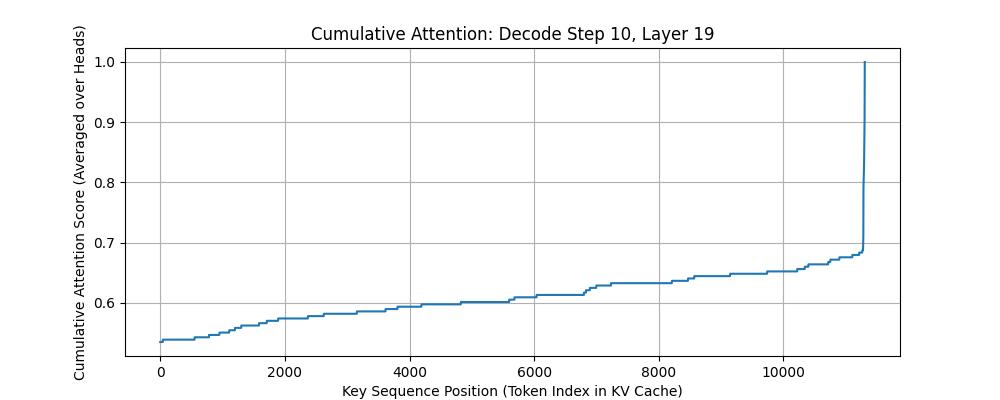 Cumulative Attention: Decode Step 10, Layer 19
Cumulative Attention Score (Averaged over Heads)
1.0
0.9
0.8
0.7
0.6
0 2000 4000 6000 8000 10000
Key Sequence Position (Token Index in KV Cache)